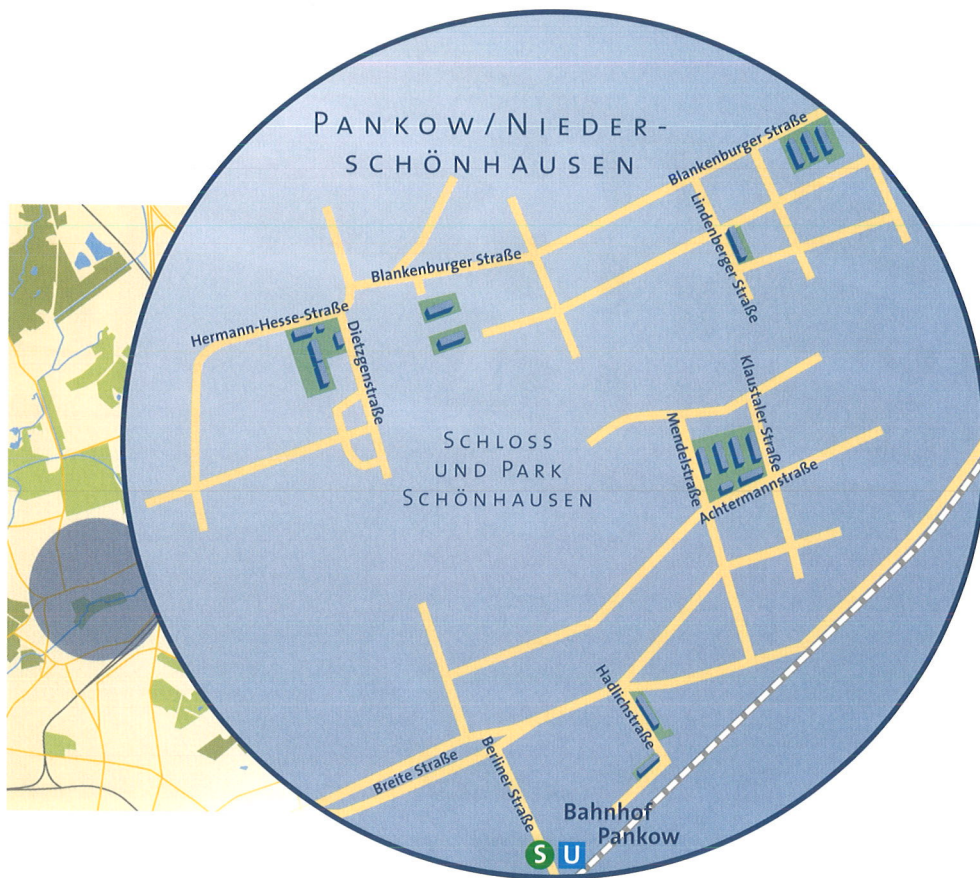 PANKOW/NIEDER-
SCHÖNHAUSEN
Blankenburger Straße
Lindenberger Straße
Blankenburger Straße
Hermann-Hesse-Straße
Dietzgenstraße
Klaustaler Straße
Mendelstraße
SCHLOSS
UND PARK
SCHÖNHAUSEN
Achtermannstraße
Hadlichstraße
Berliner Straße
Breite Straße
Bahnhof
Pankow
S U